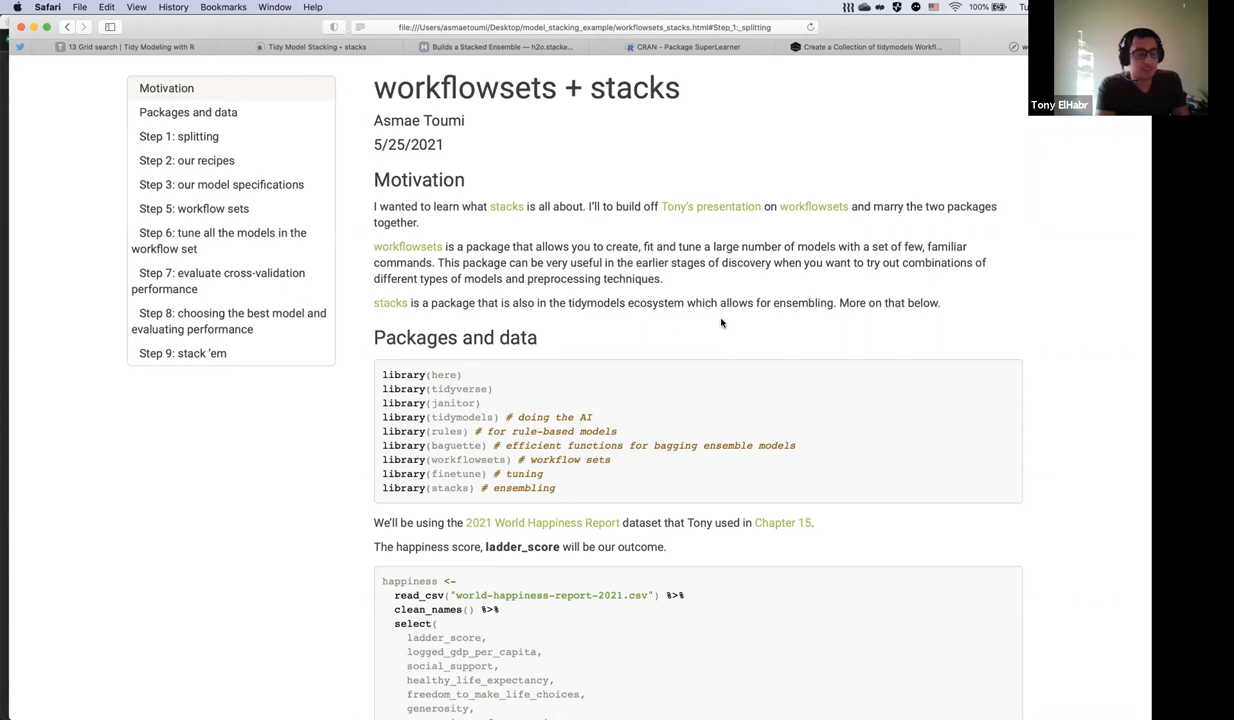 Safari File Edit View History Bookmarks Window Help 100% Tu
file:///Users/asmaetoumi/Desktop/model_stacking_example/workflowsets_stacks.html#Step_1:_splitting
13 Grid search | Tidy Modeling with R
Tidy Model Stacking • stacks
Builds a Stacked Ensemble — h2o.stacke...
CRAN - Package SuperLearner
Create a Collection of tidymodels Workfl...
Tony ElHabr
Motivation
Packages and data
Step 1: splitting
Step 2: our recipes
Step 3: our model specifications
Step 5: workflow sets
Step 6: tune all the models in the
workflow set
Step 7: evaluate cross-validation
performance
Step 8: choosing the best model and
evaluating performance
Step 9: stack 'em
workflowsets + stacks
Asmae Toumi
5/25/2021
Motivation
I wanted to learn what stacks is all about. I'll to build off Tony's presentation on workflowsets and marry the two packages
together.
workflowsets is a package that allows you to create, fit and tune a large number of models with a set of few, familiar
commands. This package can be very useful in the earlier stages of discovery when you want to try out combinations of
different types of models and preprocessing techniques.
stacks is a package that is also in the tidymodels ecosystem which allows for ensembling. More on that below.
Packages and data
library(here)
library(tidyverse)
library(janitor)
library(tidymodels) # doing the AI
library(rules) # for rule-based models
library(baguette) # efficient functions for bagging ensemble models
library(workflowsets) # workflow sets
library(finetune) # tuning
library(stacks) # ensembling
We'll be using the 2021 World Happiness Report dataset that Tony used in Chapter 15.
The happiness score, ladder_score will be our outcome.
happiness <-
read_csv("world-happiness-report-2021.csv") %>%
clean_names() %>%
select(
ladder_score,
logged_gdp_per_capita,
social_support,
healthy_life_expectancy,
freedom_to_make_life_choices,
generosity,